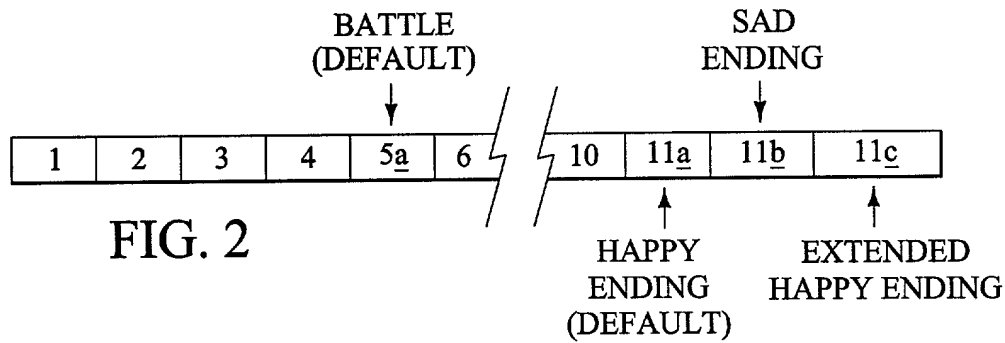 BATTLE
(DEFAULT)
SAD
ENDING
1 2 3 4 5a 6 10 11a 11b 11c
FIG. 2
HAPPY
ENDING
(DEFAULT)
EXTENDED
HAPPY ENDING